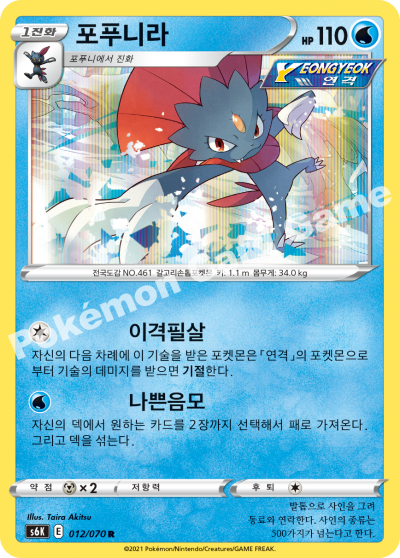 1진화
포푸니라
HP 110
포푸니에서 진화
YEONGYEOK
연격
전국도감 NO.461 갈고리손톱포켓몬 키: 1.1 m 몸무게: 34.0 kg
Pokémon Card Game
이격필살
자신의 다음 차례에 이 기술을 받은 포켓몬은 「연격」의 포켓몬으로
부터 기술의 데미지를 받으면 기절한다.
나쁜음모
자신의 덱에서 원하는 카드를 2장까지 선택해서 패로 가져온다.
그리고 덱을 섞는다.
약점 ×2 저항력 후퇴
Illus. Taira Akitsu
s6K E 012/070 R
발톱으로 사인을 그려
동료와 연락한다. 사인의 종류는
500가지가 넘는다고 한다.
©2021 Pokémon/Nintendo/Creatures/GAME FREAK.